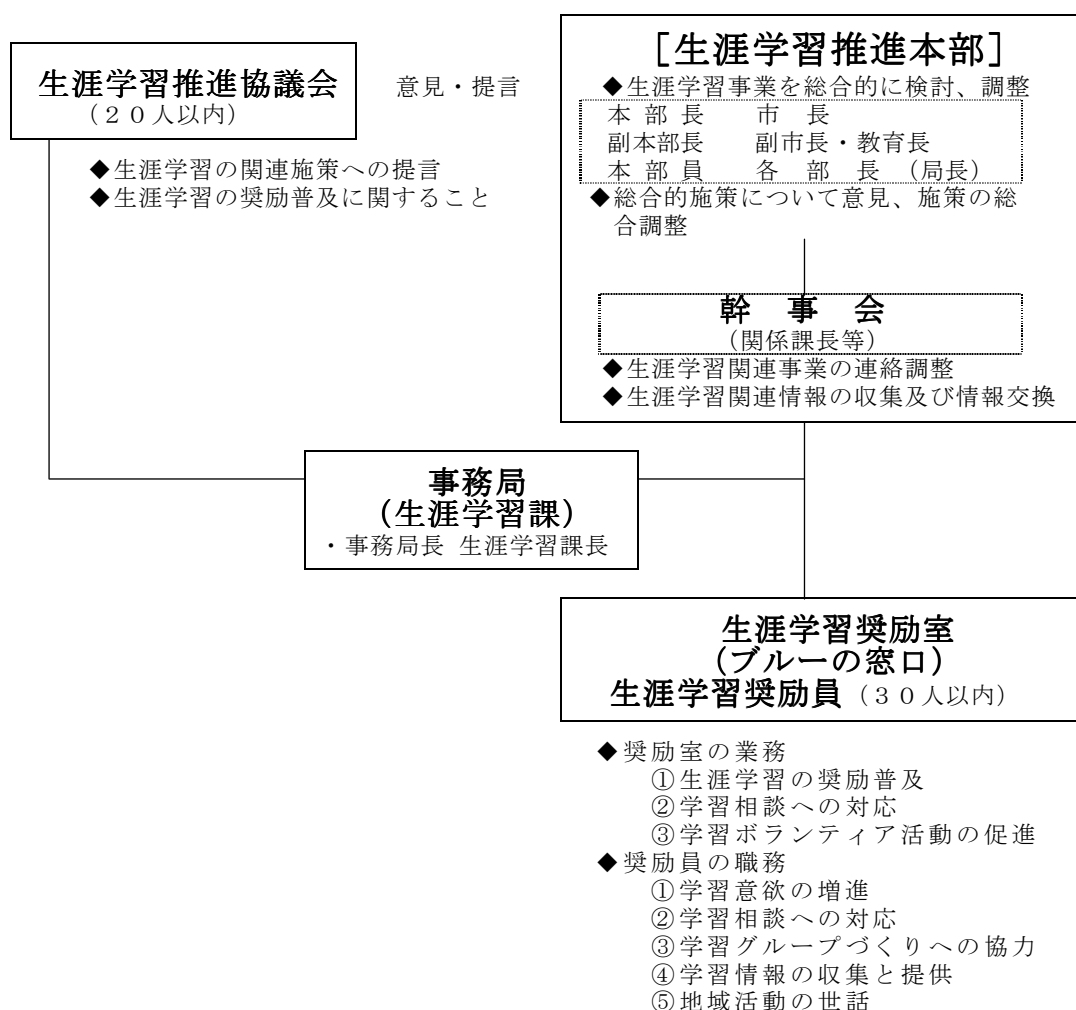 生涯学習推進協議会
（２０人以内）
意見・提言
◆生涯学習の関連施策への提言
◆生涯学習の奨励普及に関すること
［生涯学習推進本部］
◆生涯学習事業を総合的に検討、調整
本 部 長　市　長
副本部長　副市長・教育長
本 部 員　各　部　長　（局長）
◆総合的施策について意見、施策の総
合調整
幹　事　会
（関係課長等）
◆生涯学習関連事業の連絡調整
◆生涯学習関連情報の収集及び情報交換
事務局
（生涯学習課）
・事務局長 生涯学習課長
生涯学習奨励室
（ブルーの窓口）
生涯学習奨励員（３０人以内）
◆奨励室の業務
①生涯学習の奨励普及
②学習相談への対応
③学習ボランティア活動の促進
◆奨励員の職務
①学習意欲の増進
②学習相談への対応
③学習グループづくりへの協力
④学習情報の収集と提供
⑤地域活動の世話